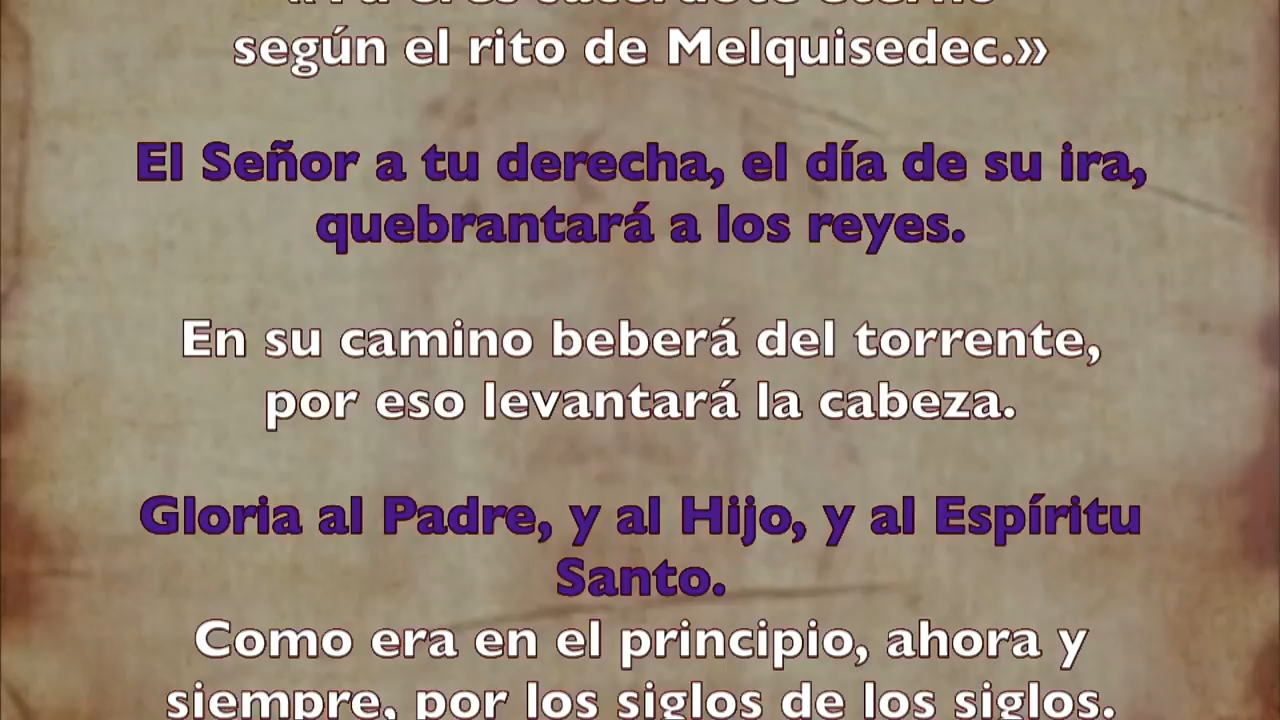 según el rito de Melquisedec.»
El Señor a tu derecha, el día de su ira,
quebrantará a los reyes.
En su camino beberá del torrente,
por eso levantará la cabeza.
Gloria al Padre, y al Hijo, y al Espíritu
Santo.
Como era en el principio, ahora y
siempre, por los siglos de los siglos.